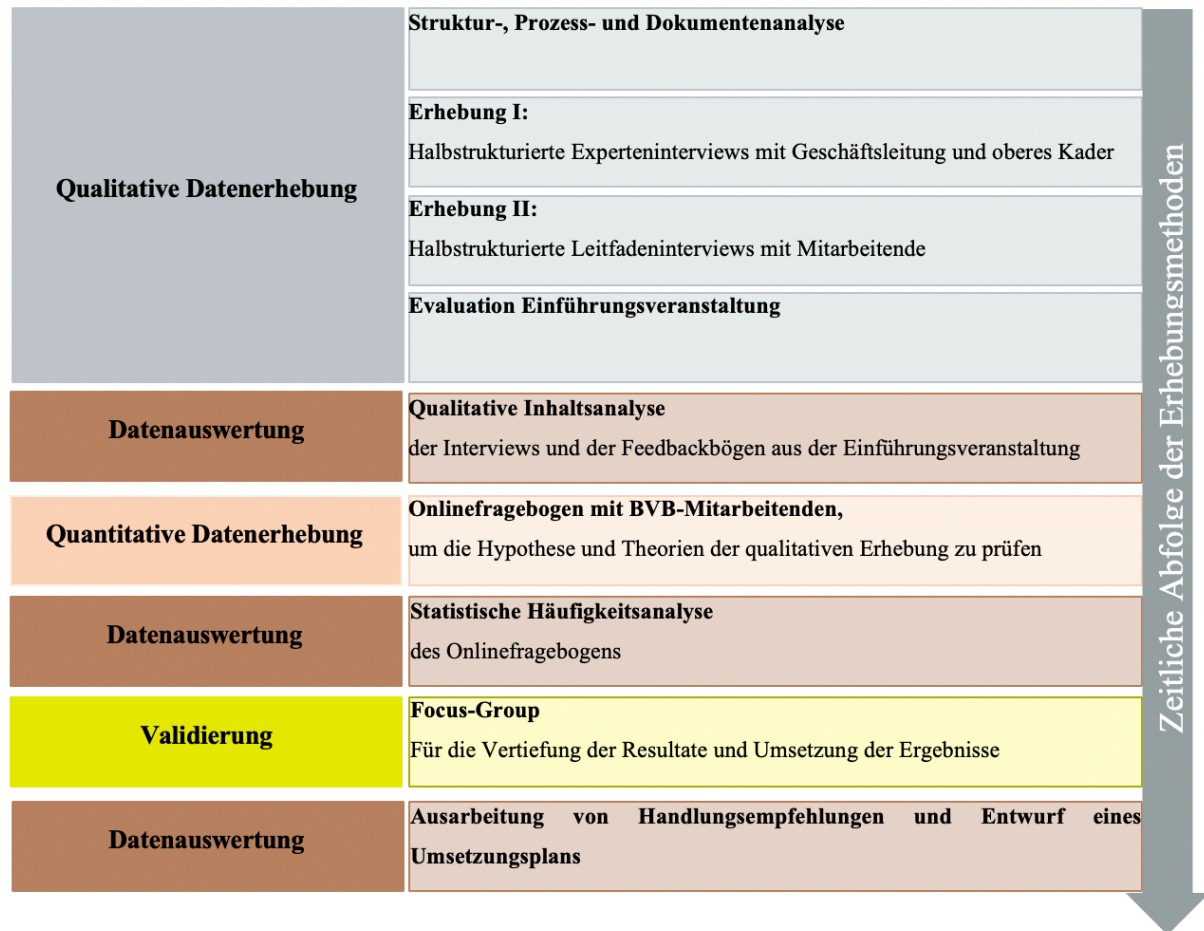 Qualitative Datenerhebung
Struktur-, Prozess- und Dokumentenanalyse
Erhebung I:
Halbstrukturierte Experteninterviews mit Geschäftsleitung und oberes Kader
Erhebung II:
Halbstrukturierte Leitfadeninterviews mit Mitarbeitende
Evaluation Einführungsveranstaltung
Datenauswertung
Qualitative Inhaltsanalyse
der Interviews und der Feedbackbögen aus der Einführungsveranstaltung
Quantitative Datenerhebung
Onlinefragebogen mit BVB-Mitarbeitenden,
um die Hypothese und Theorien der qualitativen Erhebung zu prüfen
Datenauswertung
Statistische Häufigkeitsanalyse
des Onlinefragebogens
Validierung
Focus-Group
Für die Vertiefung der Resultate und Umsetzung der Ergebnisse
Datenauswertung
Ausarbeitung von Handlungsempfehlungen und Entwurf eines
Umsetzungsplans
Zeitliche Abfolge der Erhebungsmethoden